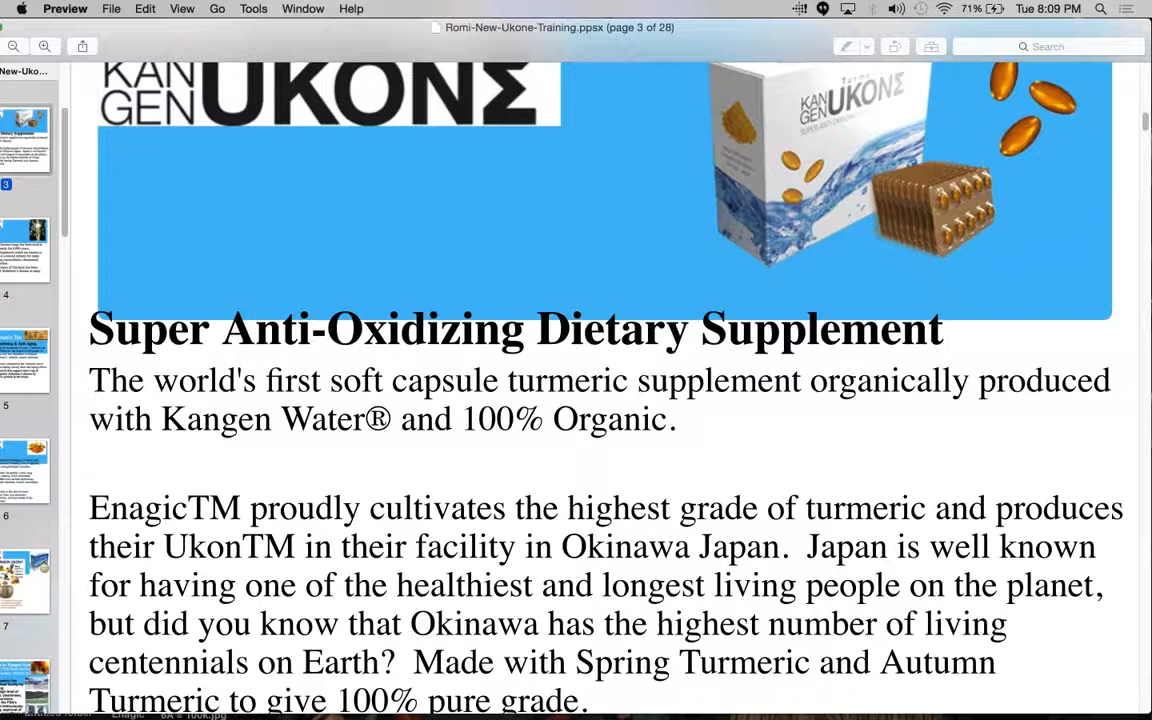 Preview File Edit View Go Tools Window Help 71% Tue 8:09 PM
Romi-New-Ukone-Training.ppsx (page 3 of 28)
Search
New-Uko...
KAN GEN UKONΣ
KAN GEN UKONΣ
3
4
5
6
7
Super Anti-Oxidizing Dietary Supplement
The world's first soft capsule turmeric supplement organically produced
with Kangen Water® and 100% Organic.
EnagicTM proudly cultivates the highest grade of turmeric and produces
their UkonTM in their facility in Okinawa Japan. Japan is well known
for having one of the healthiest and longest living people on the planet,
but did you know that Okinawa has the highest number of living
centennials on Earth? Made with Spring Turmeric and Autumn
Turmeric to give 100% pure grade.